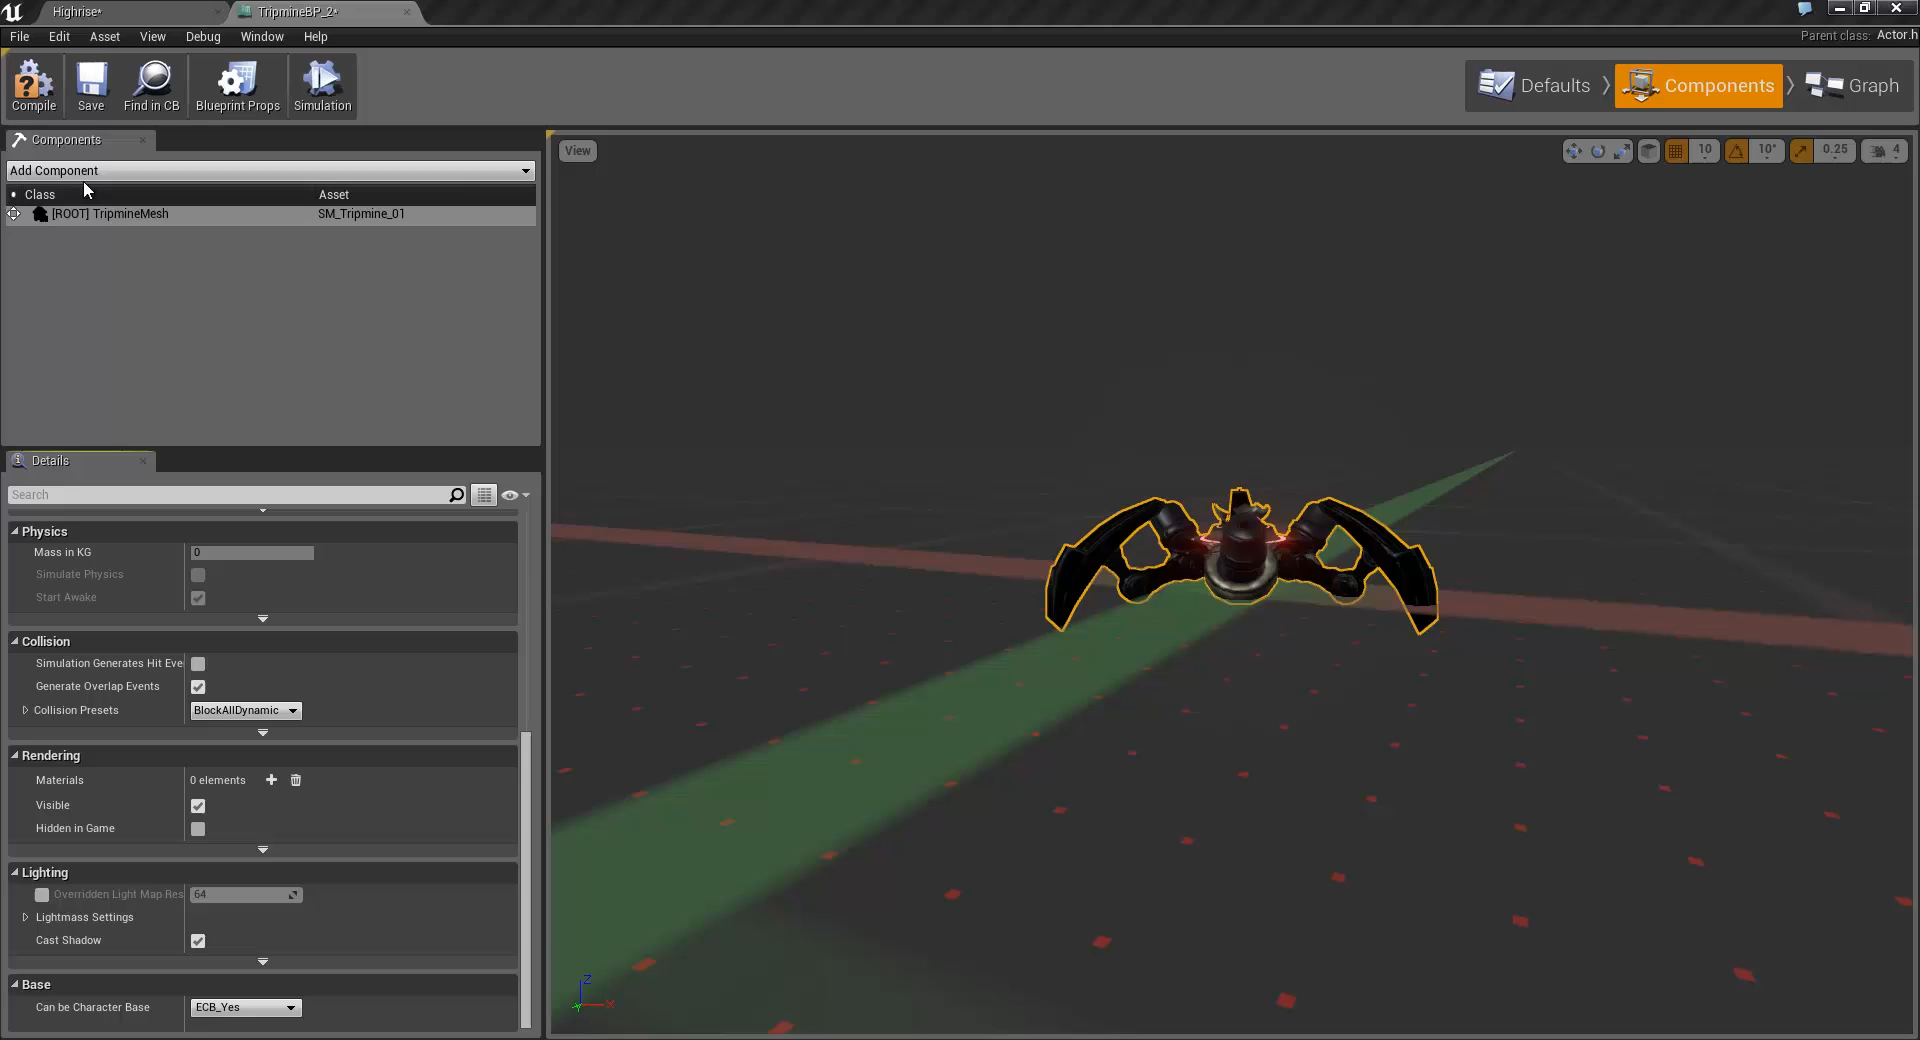 Highrise*
TripmineBP_2*
File Edit Asset View Debug Window Help
Parent class: Actor.h
Compile Save Find in CB Blueprint Props Simulation
Defaults Components Graph
Components
Add Component
Class Asset
[ROOT] TripmineMesh SM_Tripmine_01
View
10 10° 0.25 4
Details
Search
Physics
Mass in KG 0
Simulate Physics
Start Awake
Collision
Simulation Generates Hit Eve
Generate Overlap Events
Collision Presets BlockAllDynamic
Rendering
Materials 0 elements
Visible
Hidden in Game
Lighting
Overridden Light Map Res 64
Lightmass Settings
Cast Shadow
Base
Can be Character Base ECB_Yes
Z
X